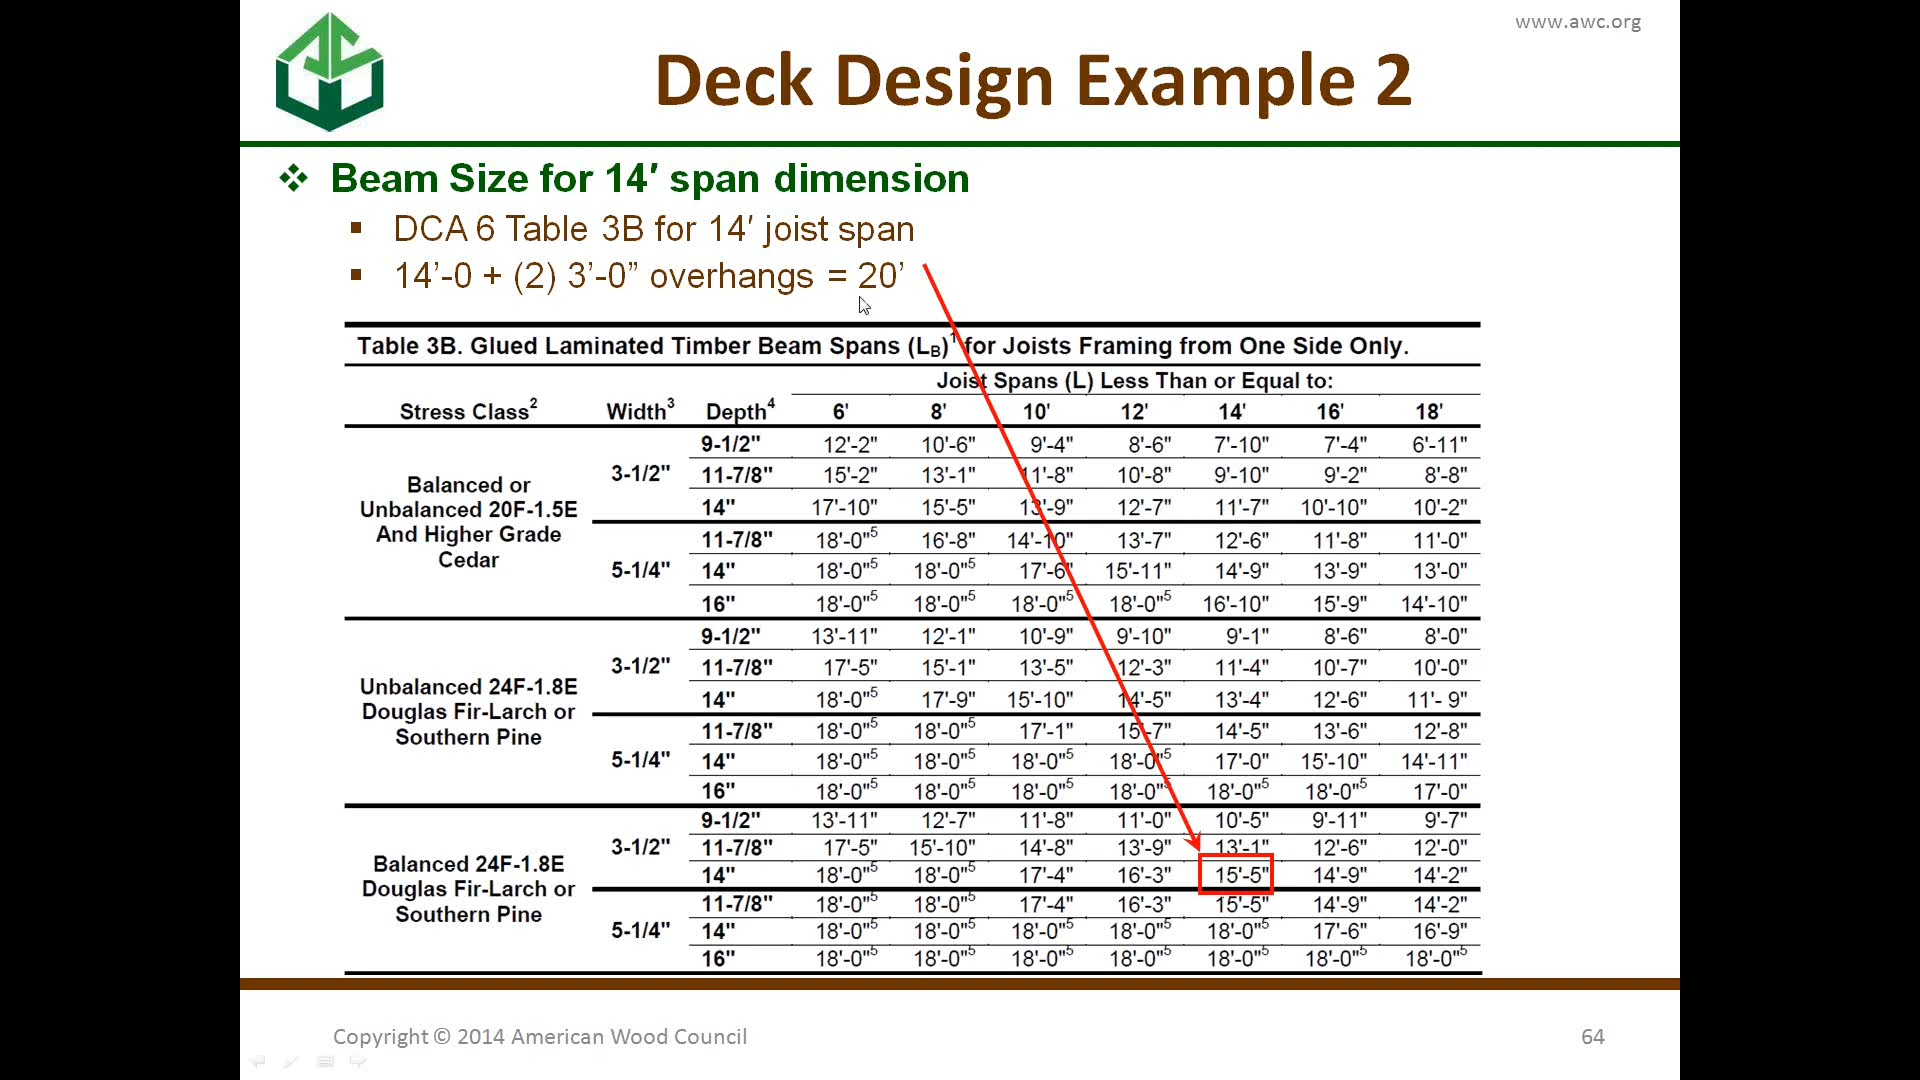 www.awc.org
Deck Design Example 2
❖ Beam Size for 14′ span dimension
▪ DCA 6 Table 3B for 14′ joist span
▪ 14’-0 + (2) 3’-0” overhangs = 20’
Table 3B. Glued Laminated Timber Beam Spans (LB)1 for Joists Framing from One Side Only.
Joist Spans (L) Less Than or Equal to:
Stress Class2 Width3 Depth4 6' 8' 10' 12' 14' 16' 18'
Balanced or
Unbalanced 20F-1.5E
And Higher Grade
Cedar
3-1/2"
9-1/2" 12'-2" 10'-6" 9'-4" 8'-6" 7'-10" 7'-4" 6'-11"
11-7/8" 15'-2" 13'-1" 11'-8" 10'-8" 9'-10" 9'-2" 8'-8"
14" 17'-10" 15'-5" 13'-9" 12'-7" 11'-7" 10'-10" 10'-2"
5-1/4"
11-7/8" 18'-0"5 16'-8" 14'-10" 13'-7" 12'-6" 11'-8" 11'-0"
14" 18'-0"5 18'-0"5 17'-6" 15'-11" 14'-9" 13'-9" 13'-0"
16" 18'-0"5 18'-0"5 18'-0"5 18'-0"5 16'-10" 15'-9" 14'-10"
Unbalanced 24F-1.8E
Douglas Fir-Larch or
Southern Pine
3-1/2"
9-1/2" 13'-11" 12'-1" 10'-9" 9'-10" 9'-1" 8'-6" 8'-0"
11-7/8" 17'-5" 15'-1" 13'-5" 12'-3" 11'-4" 10'-7" 10'-0"
14" 18'-0"5 17'-9" 15'-10" 14'-5" 13'-4" 12'-6" 11'- 9"
5-1/4"
11-7/8" 18'-0"5 18'-0"5 17'-1" 15'-7" 14'-5" 13'-6" 12'-8"
14" 18'-0"5 18'-0"5 18'-0"5 18'-0"5 17'-0" 15'-10" 14'-11"
16" 18'-0"5 18'-0"5 18'-0"5 18'-0"5 18'-0"5 18'-0"5 17'-0"
Balanced 24F-1.8E
Douglas Fir-Larch or
Southern Pine
3-1/2"
9-1/2" 13'-11" 12'-7" 11'-8" 11'-0" 10'-5" 9'-11" 9'-7"
11-7/8" 17'-5" 15'-10" 14'-8" 13'-9" 13'-1" 12'-6" 12'-0"
14" 18'-0"5 18'-0"5 17'-4" 16'-3" 15'-5" 14'-9" 14'-2"
5-1/4"
11-7/8" 18'-0"5 18'-0"5 17'-4" 16'-3" 15'-5" 14'-9" 14'-2"
14" 18'-0"5 18'-0"5 18'-0"5 18'-0"5 18'-0"5 17'-6" 16'-9"
16" 18'-0"5 18'-0"5 18'-0"5 18'-0"5 18'-0"5 18'-0"5 18'-0"5
Copyright © 2014 American Wood Council
64